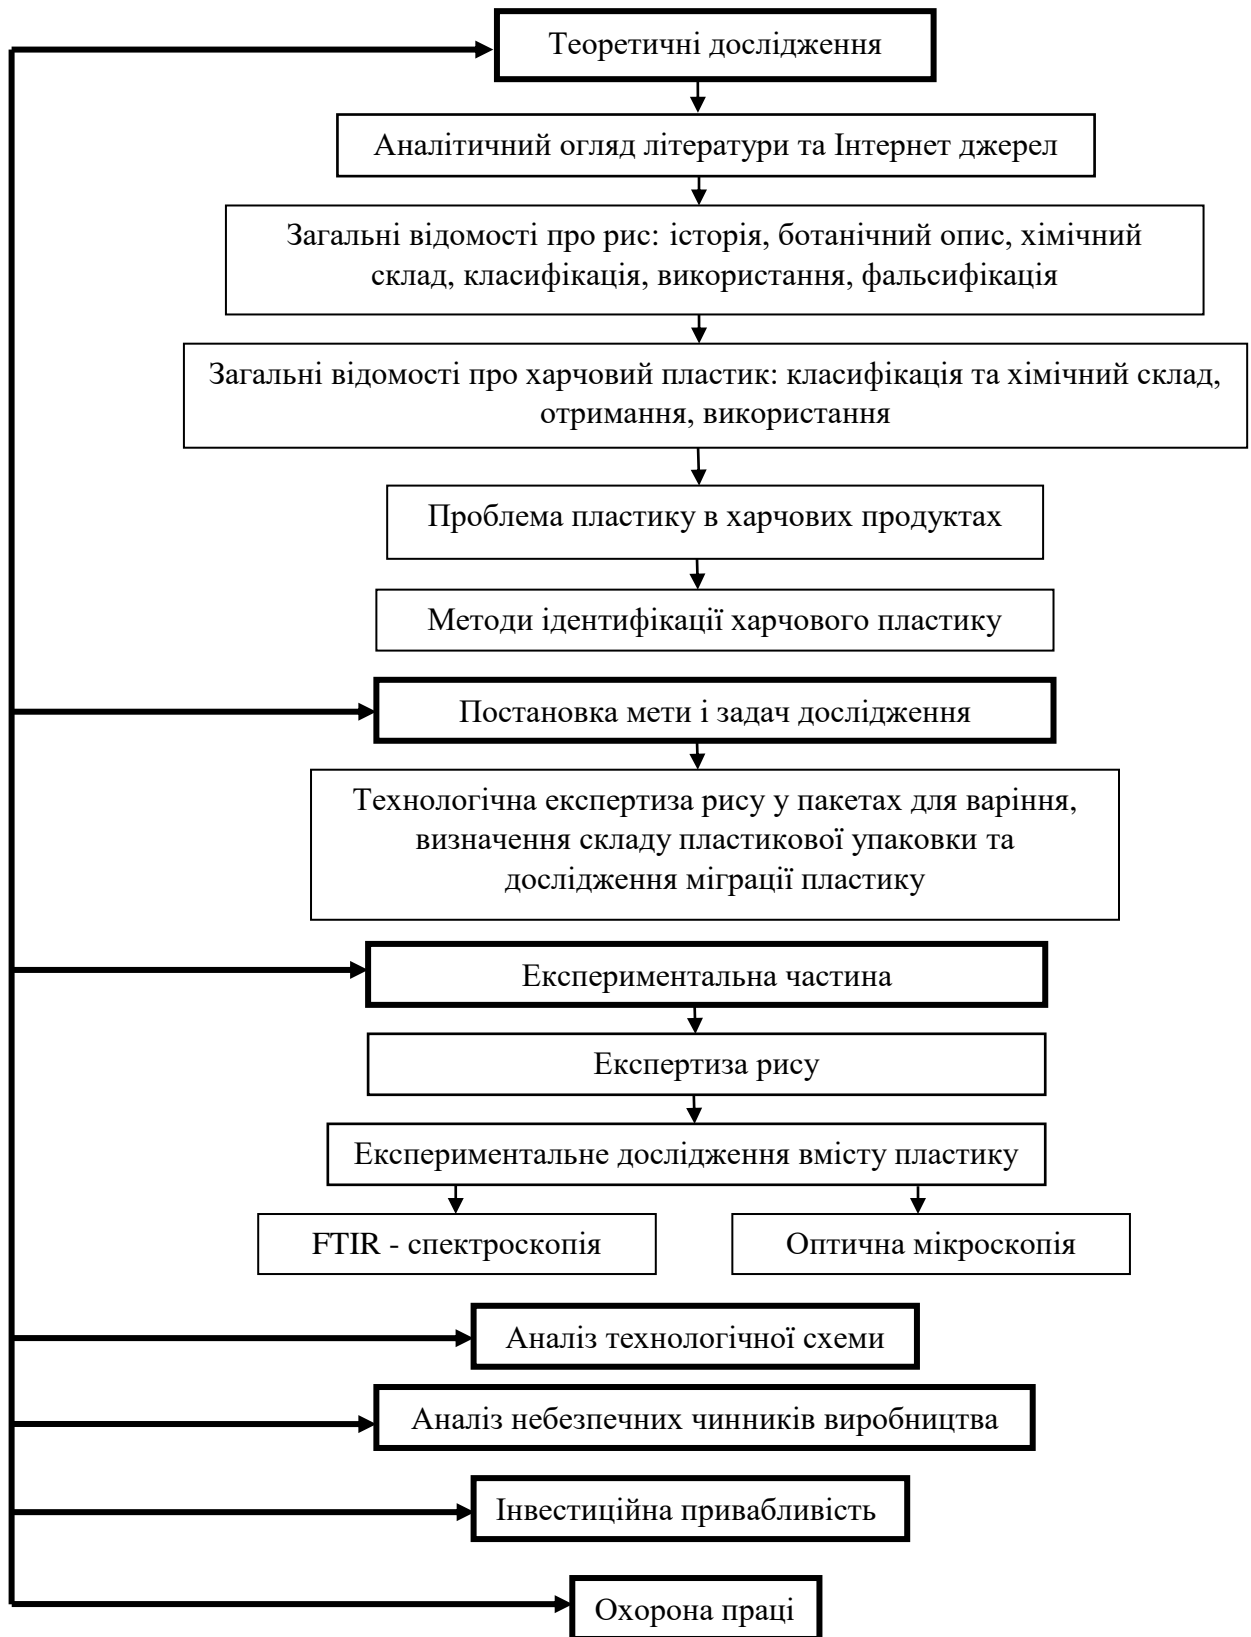 Теоретичні дослідження
Аналітичний огляд літератури та Інтернет джерел
Загальні відомості про рис: історія, ботанічний опис, хімічний
склад, класифікація, використання, фальсифікація
Загальні відомості про харчовий пластик: класифікація та хімічний склад,
отримання, використання
Проблема пластику в харчових продуктах
Методи ідентифікації харчового пластику
Постановка мети і задач дослідження
Технологічна експертиза рису у пакетах для варіння,
визначення складу пластикової упаковки та
дослідження міграції пластику
Експериментальна частина
Експертиза рису
Експериментальне дослідження вмісту пластику
FTIR - спектроскопія
Оптична мікроскопія
Аналіз технологічної схеми
Аналіз небезпечних чинників виробництва
Інвестиційна привабливість
Охорона праці